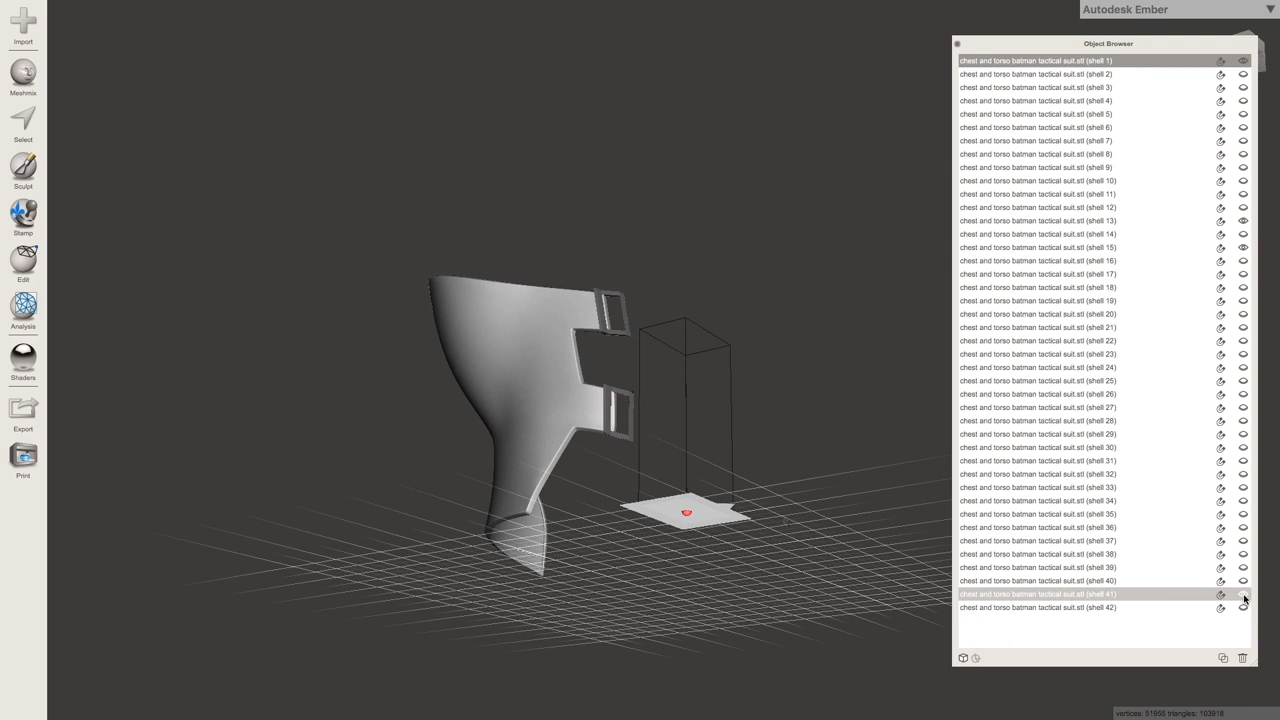 Autodesk Ember
Import
Meshmix
Select
Sculpt
Stamp
Edit
Analysis
Shaders
Export
Print
Object Browser
chest and torso batman tactical suit.stl (shell 1)
chest and torso batman tactical suit.stl (shell 2)
chest and torso batman tactical suit.stl (shell 3)
chest and torso batman tactical suit.stl (shell 4)
chest and torso batman tactical suit.stl (shell 5)
chest and torso batman tactical suit.stl (shell 6)
chest and torso batman tactical suit.stl (shell 7)
chest and torso batman tactical suit.stl (shell 8)
chest and torso batman tactical suit.stl (shell 9)
chest and torso batman tactical suit.stl (shell 10)
chest and torso batman tactical suit.stl (shell 11)
chest and torso batman tactical suit.stl (shell 12)
chest and torso batman tactical suit.stl (shell 13)
chest and torso batman tactical suit.stl (shell 14)
chest and torso batman tactical suit.stl (shell 15)
chest and torso batman tactical suit.stl (shell 16)
chest and torso batman tactical suit.stl (shell 17)
chest and torso batman tactical suit.stl (shell 18)
chest and torso batman tactical suit.stl (shell 19)
chest and torso batman tactical suit.stl (shell 20)
chest and torso batman tactical suit.stl (shell 21)
chest and torso batman tactical suit.stl (shell 22)
chest and torso batman tactical suit.stl (shell 23)
chest and torso batman tactical suit.stl (shell 24)
chest and torso batman tactical suit.stl (shell 25)
chest and torso batman tactical suit.stl (shell 26)
chest and torso batman tactical suit.stl (shell 27)
chest and torso batman tactical suit.stl (shell 28)
chest and torso batman tactical suit.stl (shell 29)
chest and torso batman tactical suit.stl (shell 30)
chest and torso batman tactical suit.stl (shell 31)
chest and torso batman tactical suit.stl (shell 32)
chest and torso batman tactical suit.stl (shell 33)
chest and torso batman tactical suit.stl (shell 34)
chest and torso batman tactical suit.stl (shell 35)
chest and torso batman tactical suit.stl (shell 36)
chest and torso batman tactical suit.stl (shell 37)
chest and torso batman tactical suit.stl (shell 38)
chest and torso batman tactical suit.stl (shell 39)
chest and torso batman tactical suit.stl (shell 40)
chest and torso batman tactical suit.stl (shell 41)
chest and torso batman tactical suit.stl (shell 42)
vertices: 51955 triangles: 103918